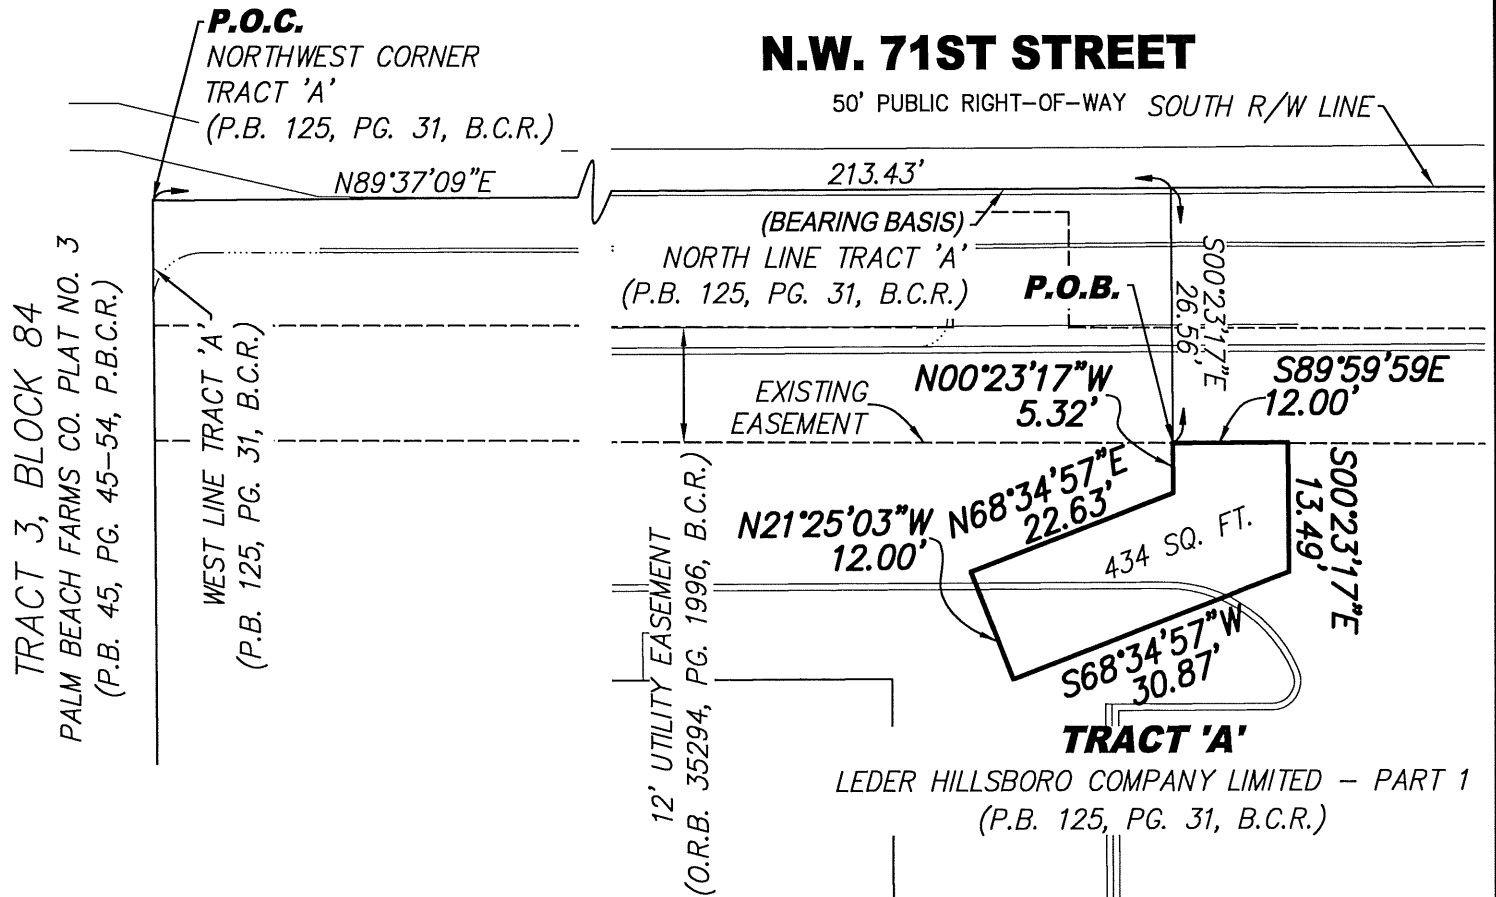 P.O.C.
NORTHWEST CORNER
TRACT 'A'
(P.B. 125, PG. 31, B.C.R.)
N.W. 71ST STREET
50' PUBLIC RIGHT-OF-WAY
SOUTH R/W LINE
N89°37'09"E
213.43'
(BEARING BASIS)
NORTH LINE TRACT 'A'
(P.B. 125, PG. 31, B.C.R.)
P.O.B.
S00°23'17"E
26.56'
TRACT 3, BLOCK 84
PALM BEACH FARMS CO. PLAT NO. 3
(P.B. 45, PG. 45-54, P.B.C.R.)
WEST LINE TRACT 'A'
(P.B. 125, PG. 31, B.C.R.)
EXISTING
EASEMENT
N00°23'17"W
5.32'
S89°59'59E
12.00'
N68°34'57"E
22.63'
N21°25'03"W
12.00'
434 SQ. FT.
S00°23'17"E
13.49'
S68°34'57"W
30.87'
12' UTILITY EASEMENT
(O.R.B. 35294, PG. 1996, B.C.R.)
TRACT 'A'
LEDER HILLSBORO COMPANY LIMITED - PART 1
(P.B. 125, PG. 31, B.C.R.)